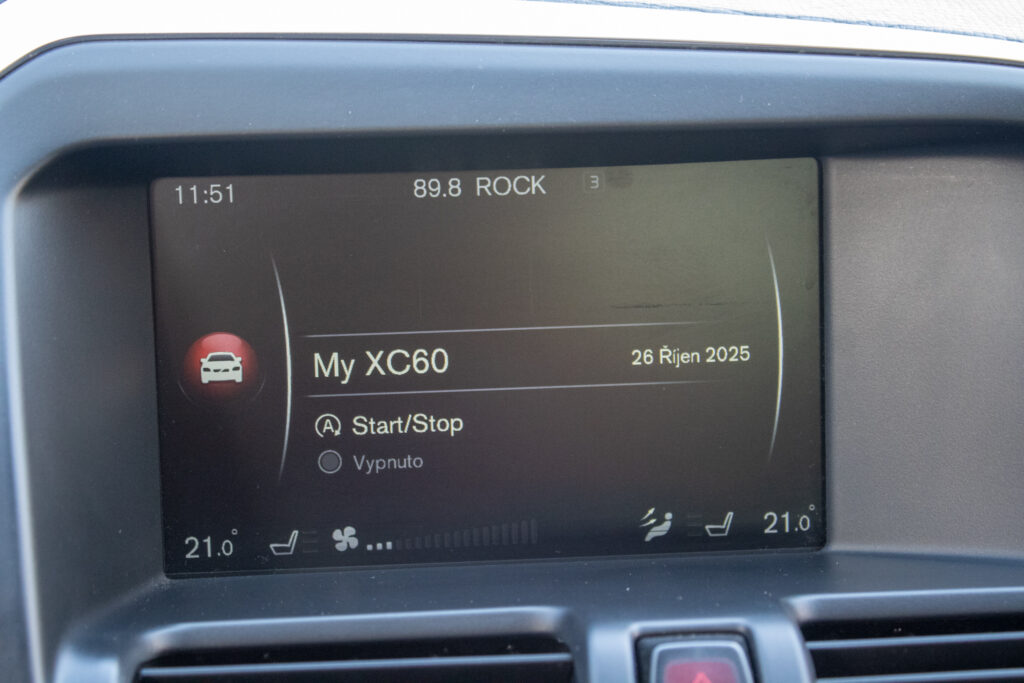 11:51 89.8 ROCK 3
My XC60 26 Říjen 2025
A Start/Stop
Vypnuto
21.0° 21.0°